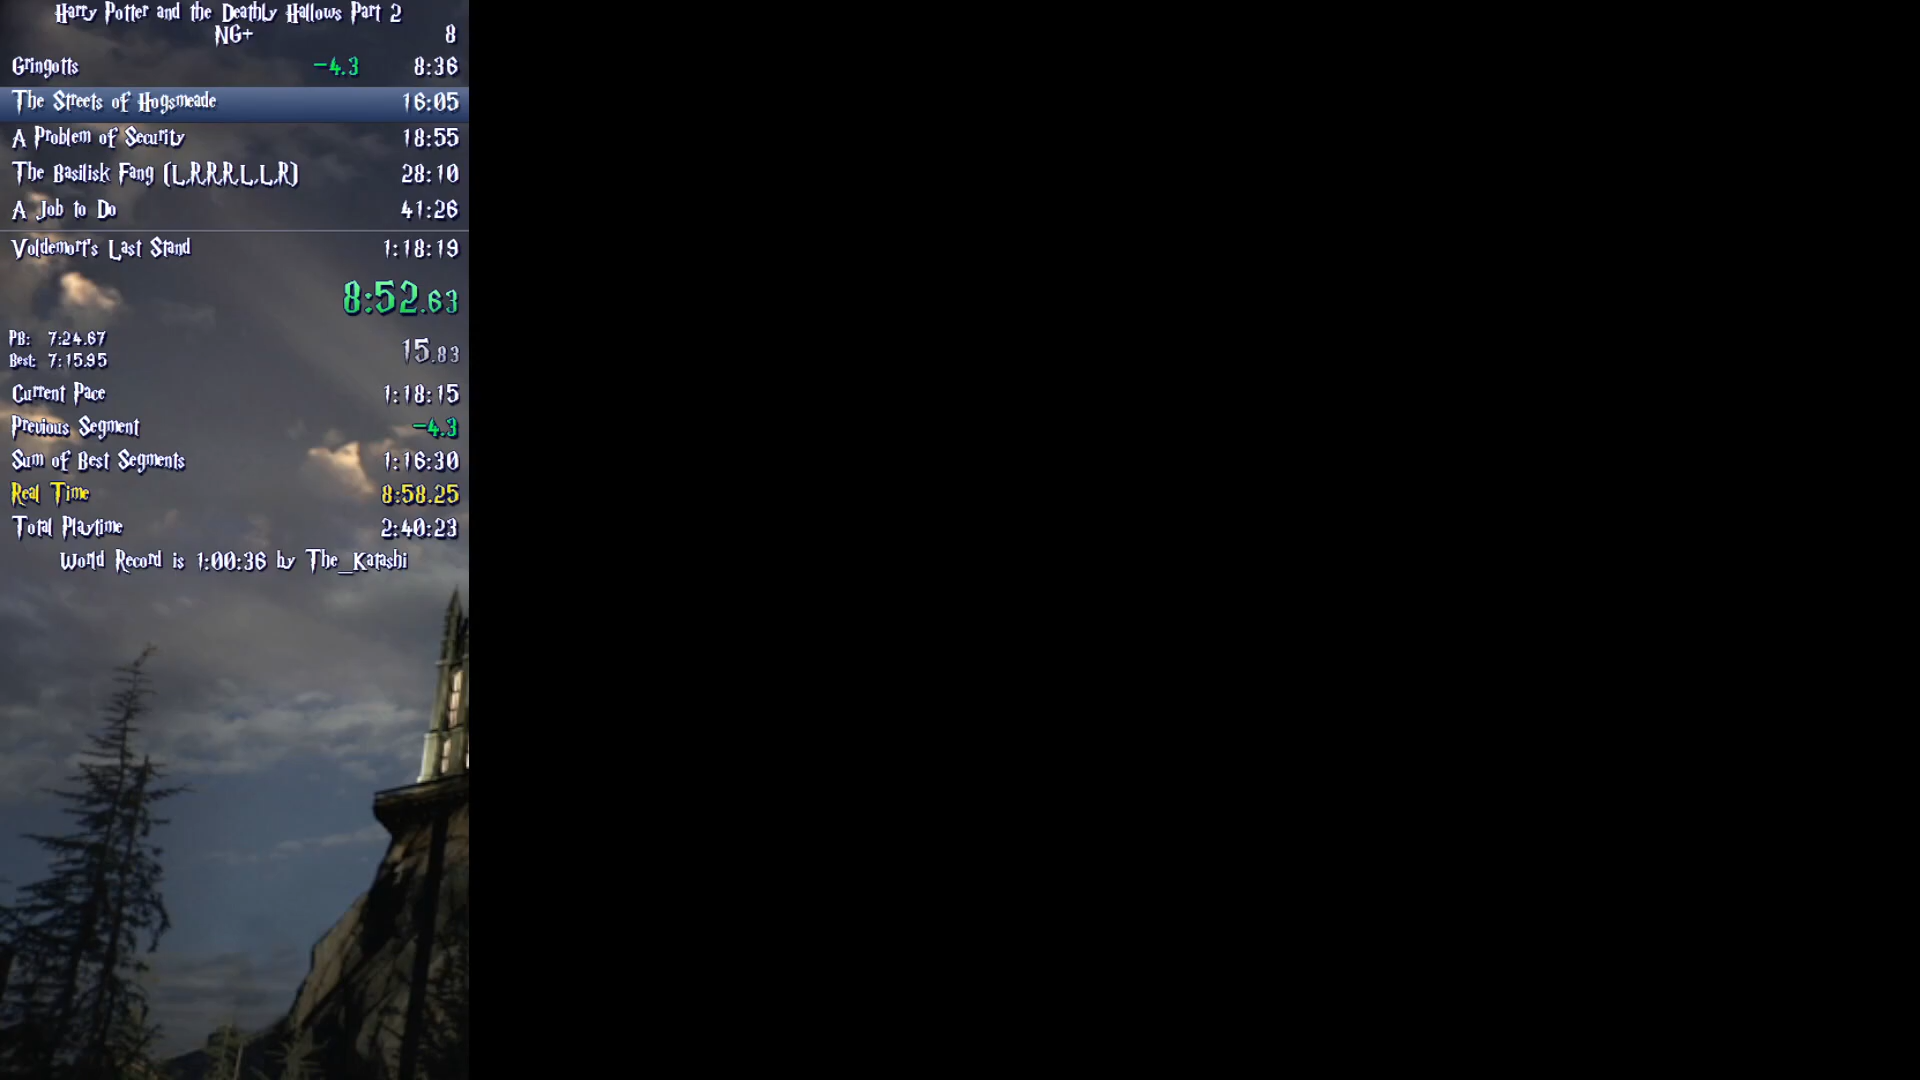 Harry Potter and the Deathly Hallows Part 2
NG+ 8
Gringotts -4.3 8:36
The Streets of Hogsmeade 16:05
A Problem of Security 18:55
The Basilisk Fang (L,R,R,R,L,L,R) 28:10
A Job to Do 41:26
Voldemort's Last Stand 1:18:19
8:52.63
PB: 7:24.67
Best: 7:15.95
15.83
Current Pace 1:18:15
Previous Segment -4.3
Sum of Best Segments 1:16:30
Real Time 8:58.25
Total Playtime 2:40:23
World Record is 1:00:36 by The_Katashi